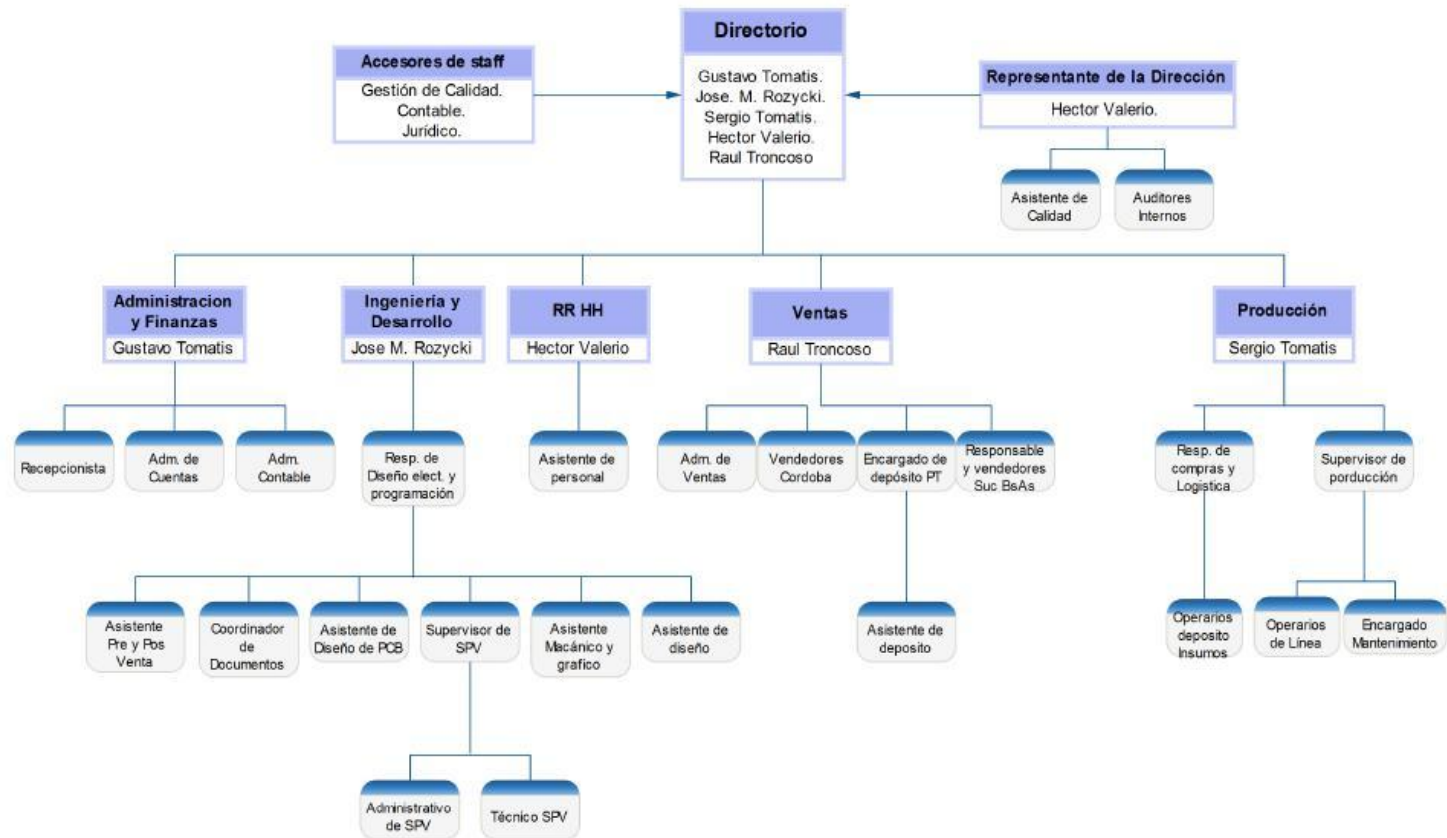 Directorio
Gustavo Tomatis.
Jose. M. Rozycki.
Sergio Tomatis.
Hector Valerio.
Raul Troncoso
Accesores de staff
Gestión de Calidad.
Contable.
Jurídico.
Representante de la Dirección
Hector Valerio.
Asistente de
Calidad
Auditores
Internos
Administracion
y Finanzas
Gustavo Tomatis
Ingeniería y
Desarrollo
Jose M. Rozycki
RR HH
Hector Valerio
Ventas
Raul Troncoso
Producción
Sergio Tomatis
Recepcionista
Adm. de
Cuentas
Adm.
Contable
Resp. de
Diseño elect. y
programación
Asistente de
personal
Adm. de
Ventas
Vendedores
Cordoba
Encargado de
depósito PT
Responsable
y vendedores
Suc BsAs
Resp. de
compras y
Logistica
Supervisor de
porducción
Asistente
Pre y Pos
Venta
Coordinador
de
Documentos
Asistente de
Diseño de PCB
Supervisor de
SPV
Asistente
Macánico y
grafico
Asistente de
diseño
Asistente de
deposito
Operarios
deposito
Insumos
Operarios
de Línea
Encargado
Mantenimiento
Administrativo
de SPV
Técnico SPV